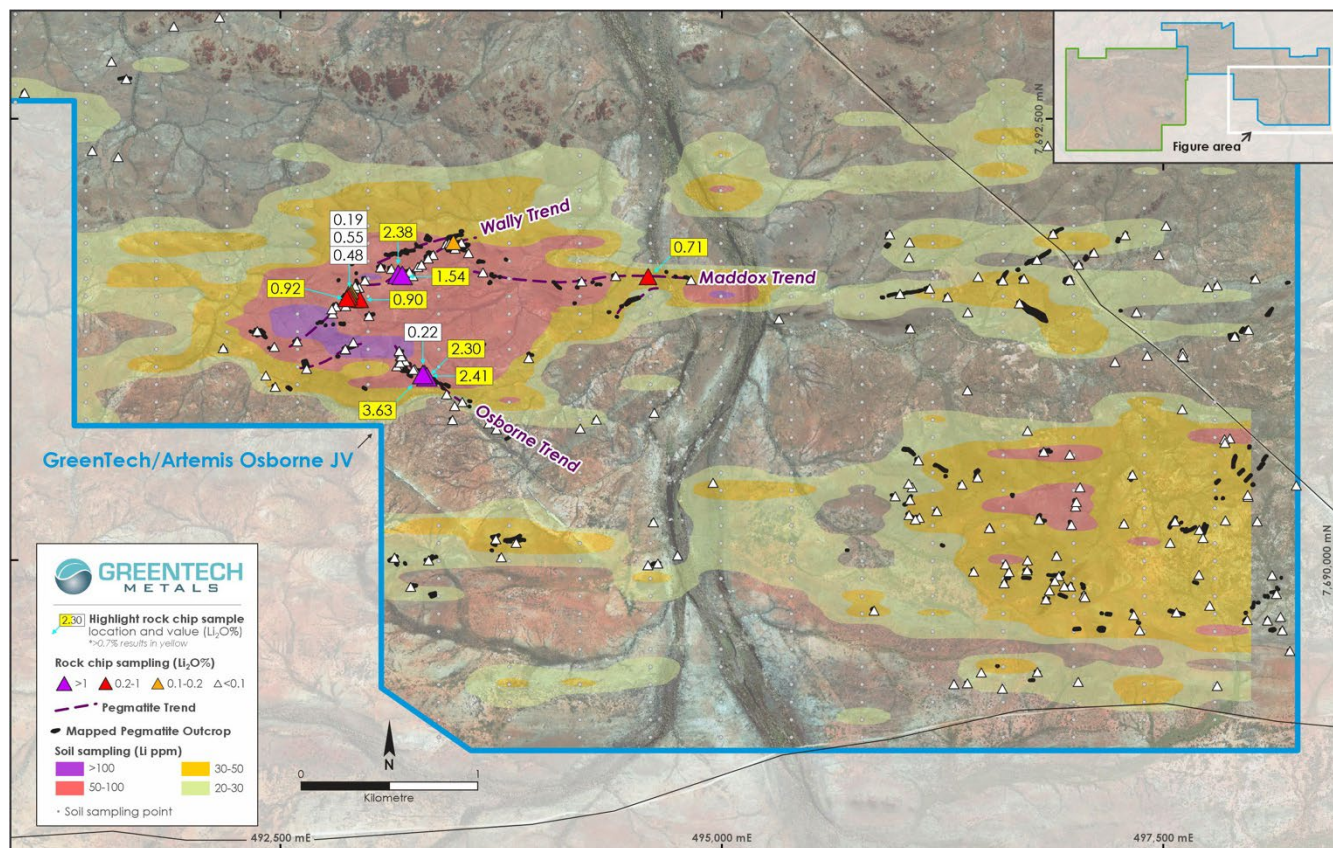 7,692,500 mN
Figure area
Wally Trend
0.19
0.55
0.48
2.38
1.54
0.71
Maddox Trend
0.92
0.90
0.22
2.30
2.41
3.63
Osborne Trend
GreenTech/Artemis Osborne JV
7,690,000 mN
GREENTECH
METALS
2.30 Highlight rock chip sample
location and value (Li₂O%)
*>0.7% results in yellow
Rock chip sampling (Li₂O%)
>1 0.2-1 0.1-0.2 <0.1
Pegmatite Trend
Mapped Pegmatite Outcrop
Soil sampling (Li ppm)
>100 30-50
50-100 20-30
Soil sampling point
N
0 1
Kilometre
492,500 mE 495,000 mE 497,500 mE